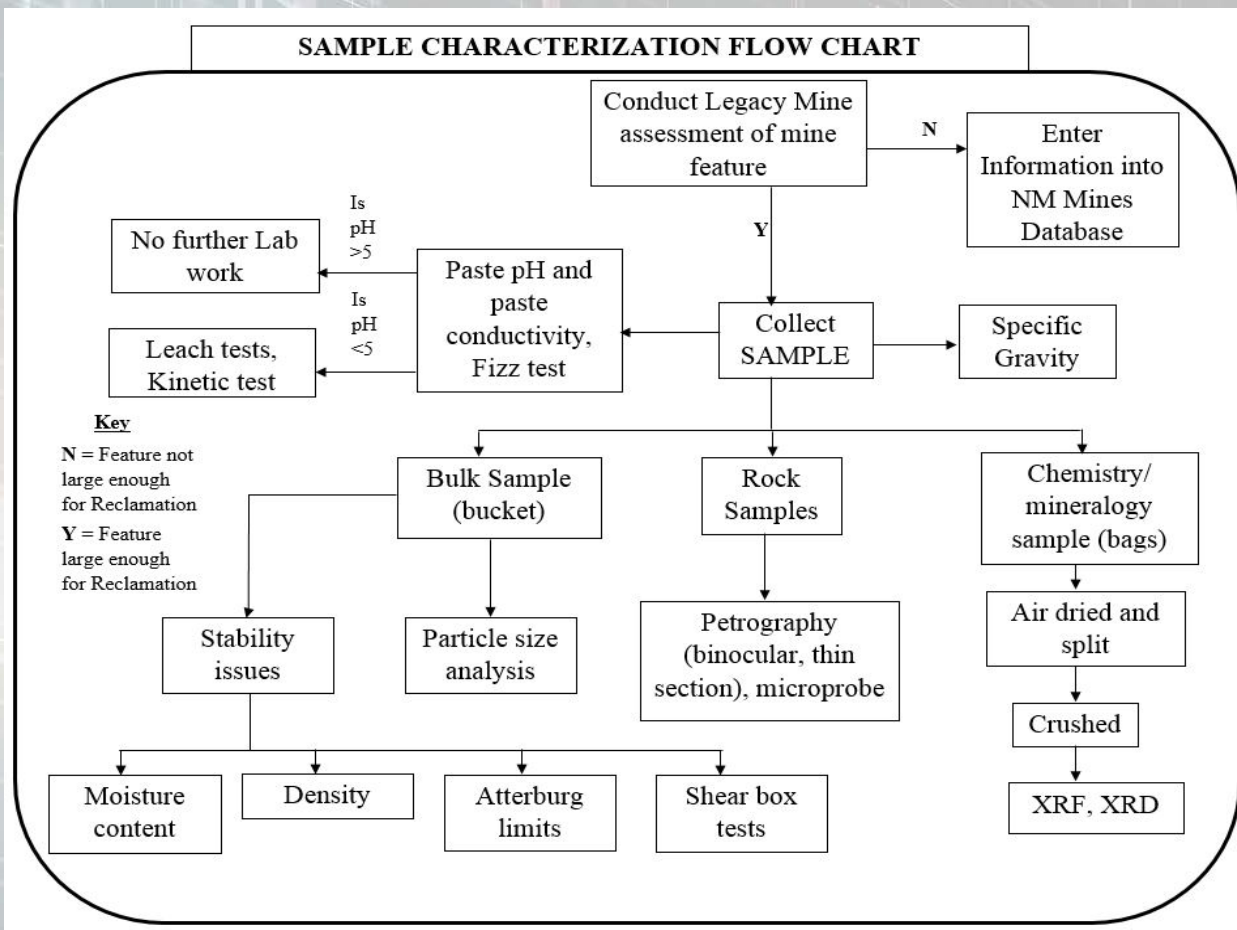 SAMPLE CHARACTERIZATION FLOW CHART
Conduct Legacy Mine
assessment of mine
feature
N
Enter
Information into
NM Mines
Database
Y
Is
pH
>5
No further Lab
work
Paste pH and
paste
conductivity,
Fizz test
Is
pH
<5
Leach tests,
Kinetic test
Collect
SAMPLE
Specific
Gravity
Key
N = Feature not
large enough
for Reclamation
Y = Feature
large enough
for Reclamation
Bulk Sample
(bucket)
Rock
Samples
Chemistry/
mineralogy
sample (bags)
Stability
issues
Particle size
analysis
Petrography
(binocular, thin
section), microprobe
Air dried and
split
Crushed
Moisture
content
Density
Atterburg
limits
Shear box
tests
XRF, XRD